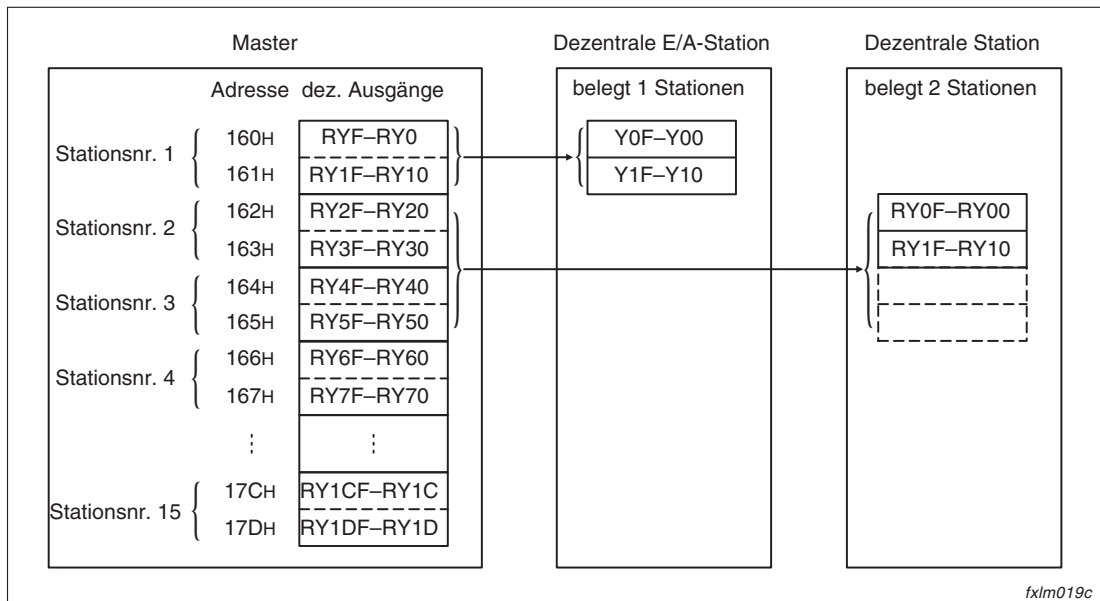 Master
Dezentrale E/A-Station
Dezentrale Station
Adresse dez. Ausgänge
belegt 1 Stationen
belegt 2 Stationen
Stationsnr. 1
160H RYF–RY0
161H RY1F–RY10
Y0F–Y00
Y1F–Y10
Stationsnr. 2
162H RY2F–RY20
163H RY3F–RY30
RY0F–RY00
RY1F–RY10
Stationsnr. 3
164H RY4F–RY40
165H RY5F–RY50
Stationsnr. 4
166H RY6F–RY60
167H RY7F–RY70
Stationsnr. 15
17CH RY1CF–RY1C
17DH RY1DF–RY1D
fxlm019c